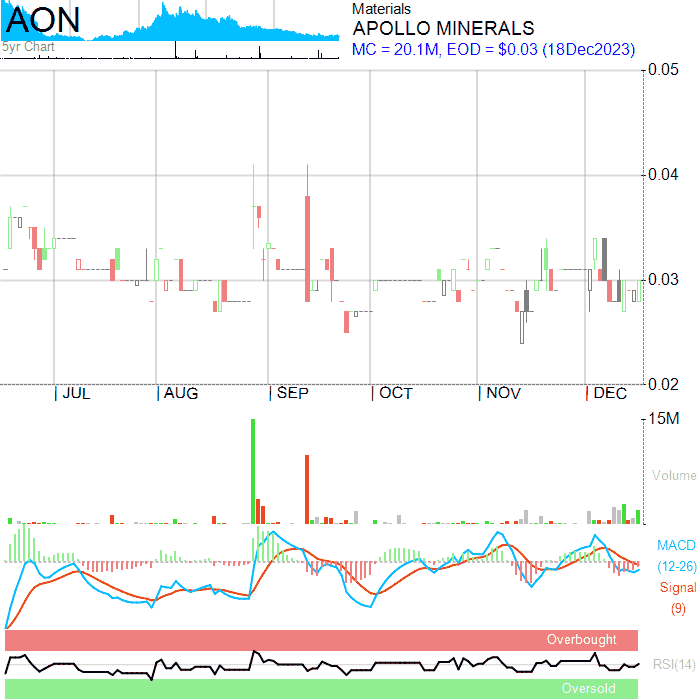 AON
5yr Chart
Materials
APOLLO MINERALS
MC = 20.1M, EOD = $0.03 (18Dec2023)
0.05
0.04
0.03
0.02
JUL AUG SEP OCT NOV DEC
15M
Volume
MACD
(12-26)
Signal
(9)
Overbought
RSI(14)
Oversold